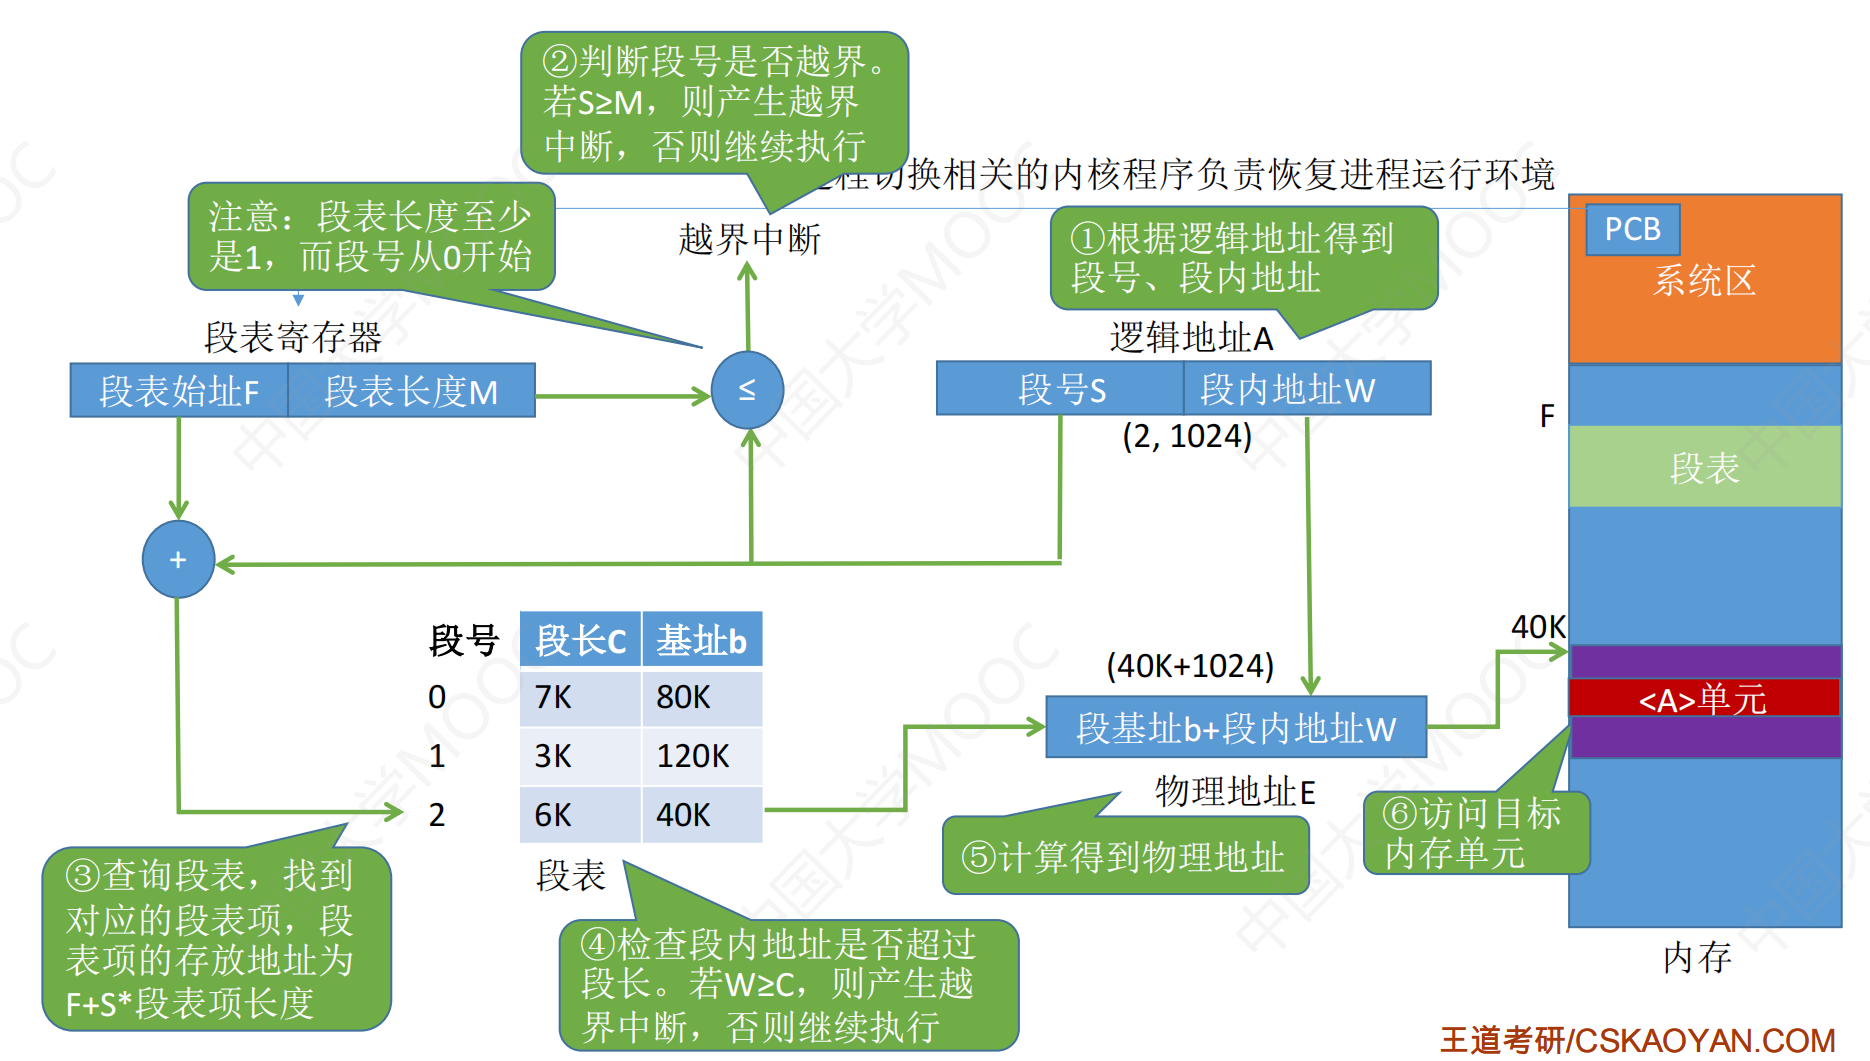 ②判断段号是否越界。
若S≥M，则产生越界
中断，否则继续执行
程切换相关的内核程序负责恢复进程运行环境
注意：段表长度至少
是1，而段号从0开始
越界中断
①根据逻辑地址得到
段号、段内地址
PCB
系统区
段表寄存器
逻辑地址A
段表始址F 段表长度M
≤
段号S 段内地址W
(2, 1024)
F
段表
+
段号 段长C 基址b
0 7K 80K
1 3K 120K
2 6K 40K
段表
(40K+1024)
段基址b+段内地址W
物理地址E
40K
<A>单元
③查询段表，找到
对应的段表项，段
表项的存放地址为
F+S*段表项长度
④检查段内地址是否超过
段长。若W≥C，则产生越
界中断，否则继续执行
⑤计算得到物理地址
⑥访问目标
内存单元
内存
王道考研/CSKAOYAN.COM
中国大学MOOC